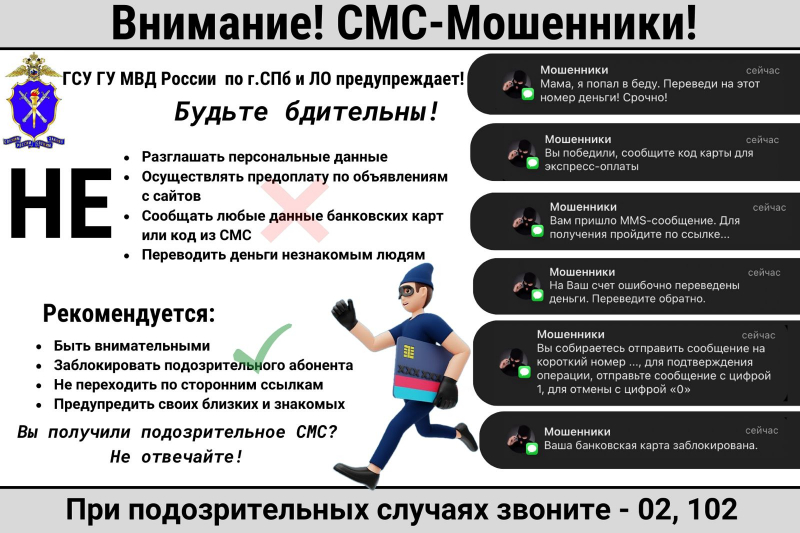 Внимание! СМС-Мошенники!
ГСУ ГУ МВД России по г.СПб и ЛО предупреждает!
Будьте бдительны!
НЕ
• Разглашать персональные данные
• Осуществлять предоплату по объявлениям
с сайтов
• Сообщать любые данные банковских карт
или код из СМС
• Переводить деньги незнакомым людям
Рекомендуется:
• Быть внимательными
• Заблокировать подозрительного абонента
• Не переходить по сторонним ссылкам
• Предупредить своих близких и знакомых
Вы получили подозрительное СМС?
Не отвечайте!
Мошенники сейчас
Мама, я попал в беду. Переведи на этот
номер деньги! Срочно!
Мошенники сейчас
Вы победили, сообщите код карты для
экспресс-оплаты
Мошенники сейчас
Вам пришло MMS-сообщение. Для
получения пройдите по ссылке...
Мошенники сейчас
На Ваш счет ошибочно переведены
деньги. Переведите обратно.
Мошенники сейчас
Вы собираетесь отправить сообщение на
короткий номер ..., для подтверждения
операции, отправьте сообщение с цифрой
1, для отмены с цифрой «0»
Мошенники сейчас
Ваша банковская карта заблокирована.
При подозрительных случаях звоните - 02, 102